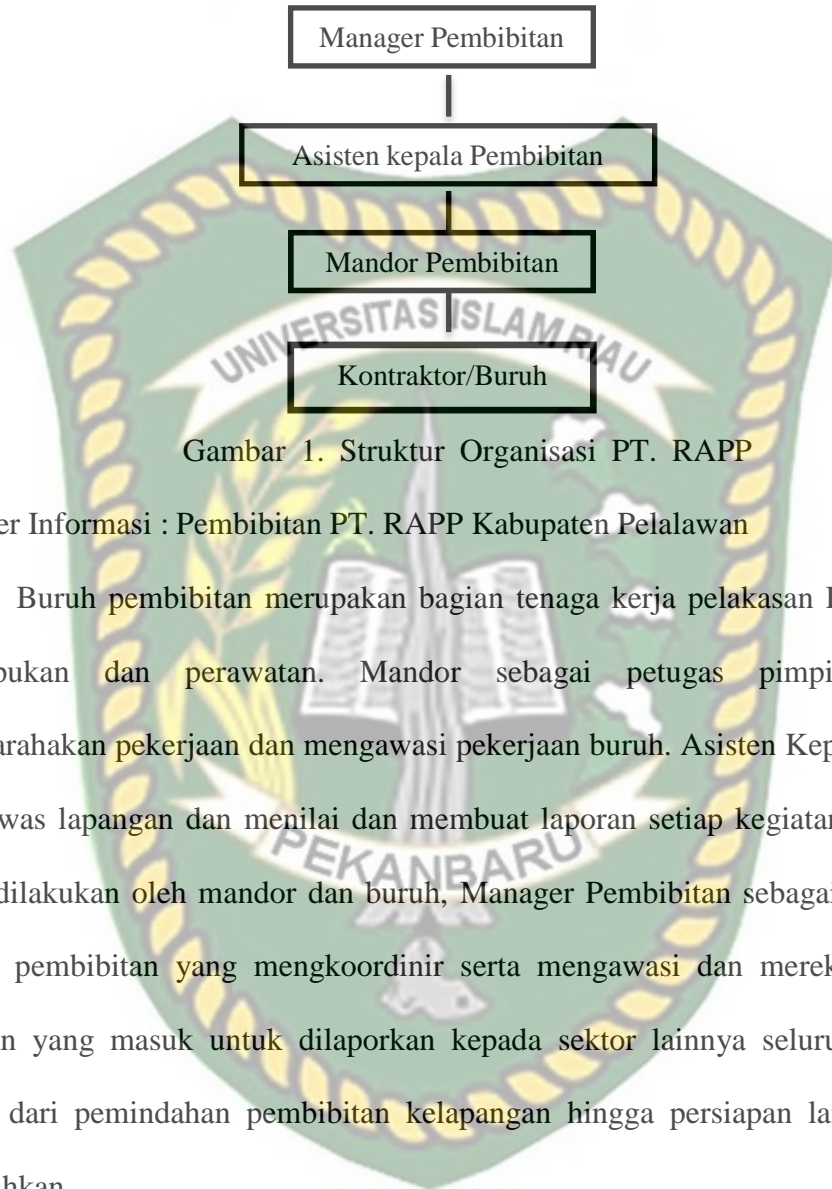 Manager Pembibitan
Asisten kepala Pembibitan
Mandor Pembibitan
UNIVERSITAS ISLAM RIAU
Kontraktor/Buruh
Gambar 1. Struktur Organisasi PT. RAPP
er Informasi : Pembibitan PT. RAPP Kabupaten Pelalawan
Buruh pembibitan merupakan bagian tenaga kerja pelakasan
pukan dan perawatan. Mandor sebagai petugas pimpi
arahakan pekerjaan dan mengawasi pekerjaan buruh. Asisten Kep
was lapangan dan menilai dan membuat laporan setiap kegiatan
PEKANBARU
dilakukan oleh mandor dan buruh, Manager Pembibitan sebagai
pembibitan yang mengkoordinir serta mengawasi dan merek
n yang masuk untuk dilaporkan kepada sektor lainnya selur
dari pemindahan pembibitan kelapangan hingga persiapan la